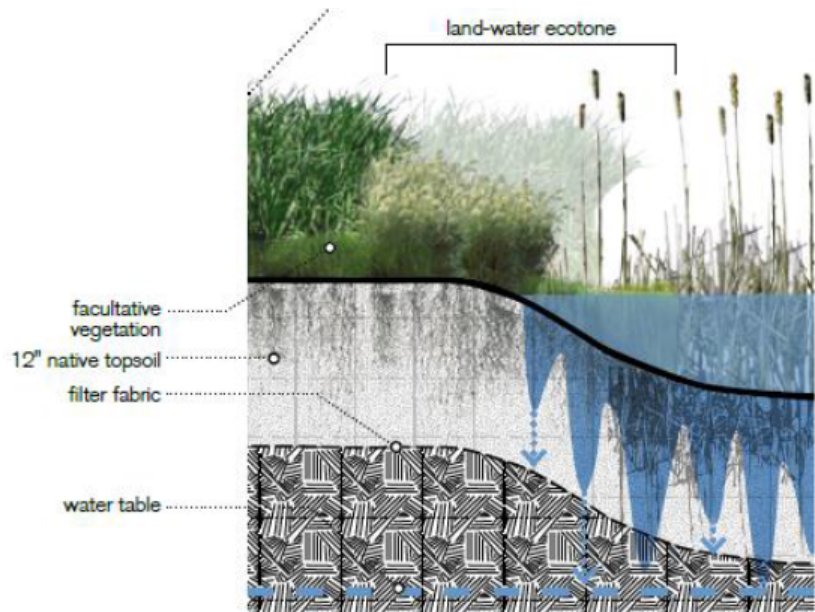 land-water ecotone
facultative
vegetation
12" native topsoil
filter fabric
water table